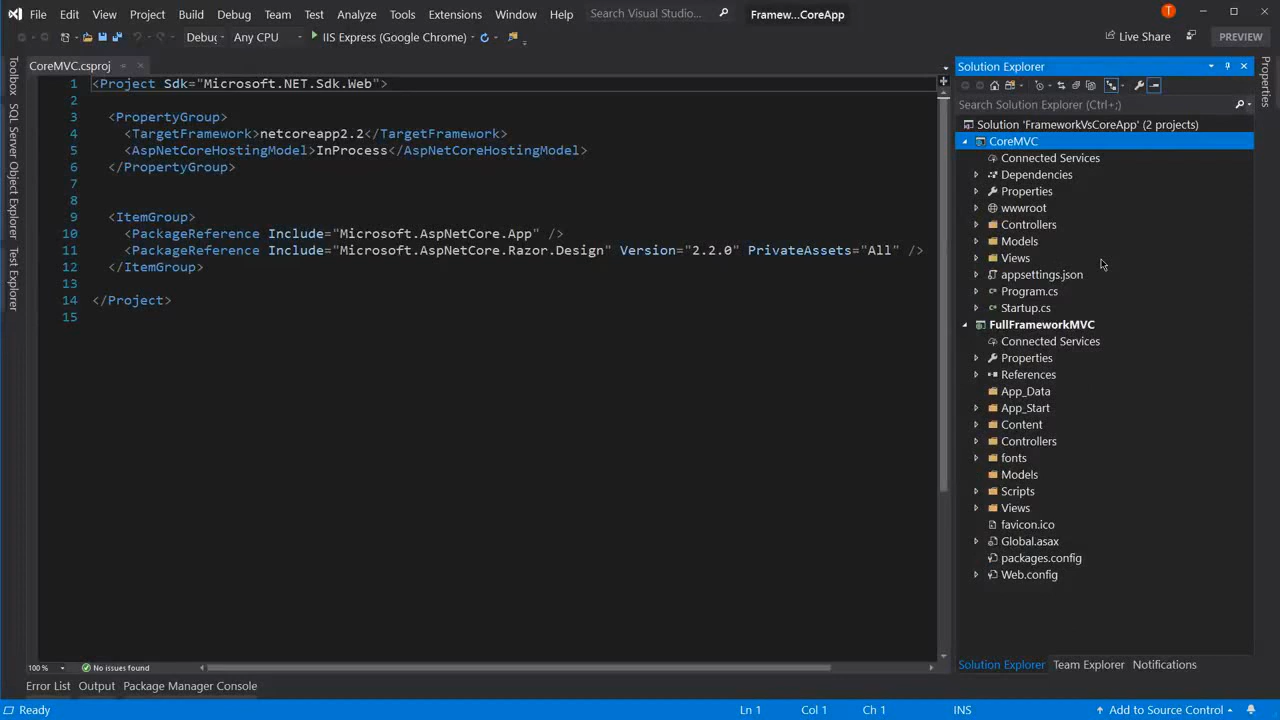 File Edit View Project Build Debug Team Test Analyze Tools Extensions Window Help Search Visual Studio... Framew...CoreApp T
Debug Any CPU IIS Express (Google Chrome) Live Share PREVIEW
Toolbox
SQL Server Object Explorer
Test Explorer
CoreMVC.csproj
1 <Project Sdk="Microsoft.NET.Sdk.Web">
2
3 <PropertyGroup>
4 <TargetFramework>netcoreapp2.2</TargetFramework>
5 <AspNetCoreHostingModel>InProcess</AspNetCoreHostingModel>
6 </PropertyGroup>
7
8
9 <ItemGroup>
10 <PackageReference Include="Microsoft.AspNetCore.App" />
11 <PackageReference Include="Microsoft.AspNetCore.Razor.Design" Version="2.2.0" PrivateAssets="All" />
12 </ItemGroup>
13
14 </Project>
15
100 % No issues found
Solution Explorer
Search Solution Explorer (Ctrl+;)
Solution 'FrameworkVsCoreApp' (2 projects)
CoreMVC
Connected Services
Dependencies
Properties
wwwroot
Controllers
Models
Views
appsettings.json
C# Program.cs
C# Startup.cs
FullFrameworkMVC
Connected Services
Properties
References
App_Data
App_Start
Content
Controllers
fonts
Models
Scripts
Views
favicon.ico
Global.asax
packages.config
Web.config
Solution Explorer Team Explorer Notifications
Properties
Error List Output Package Manager Console
Ready Ln 1 Col 1 Ch 1 INS Add to Source Control